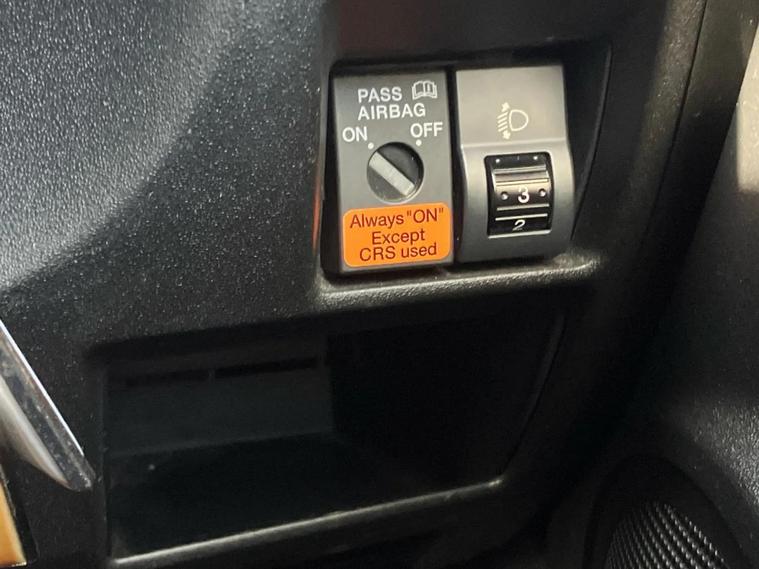 PASS
AIRBAG
ON OFF
Always "ON"
Except
CRS used
3
2